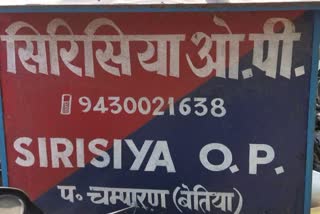 सिरिसिया ओ.पी.
9430021638
SIRISIYA O.P.
प॰ चम्पारण (बेतिया)